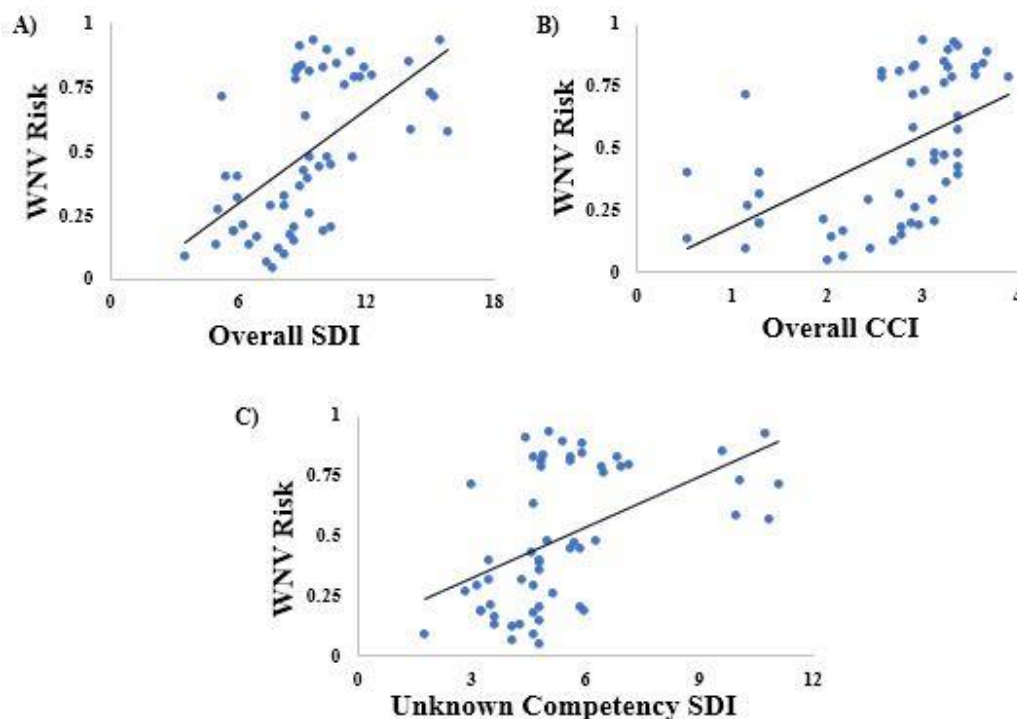 A)
WNV Risk
1
0.75
0.5
0.25
0
0 6 12 18
Overall SDI
B)
WNV Risk
1
0.75
0.5
0.25
0
0 1 2 3 4
Overall CCI
C)
WNV Risk
1
0.75
0.5
0.25
0
0 3 6 9 12
Unknown Competency SDI